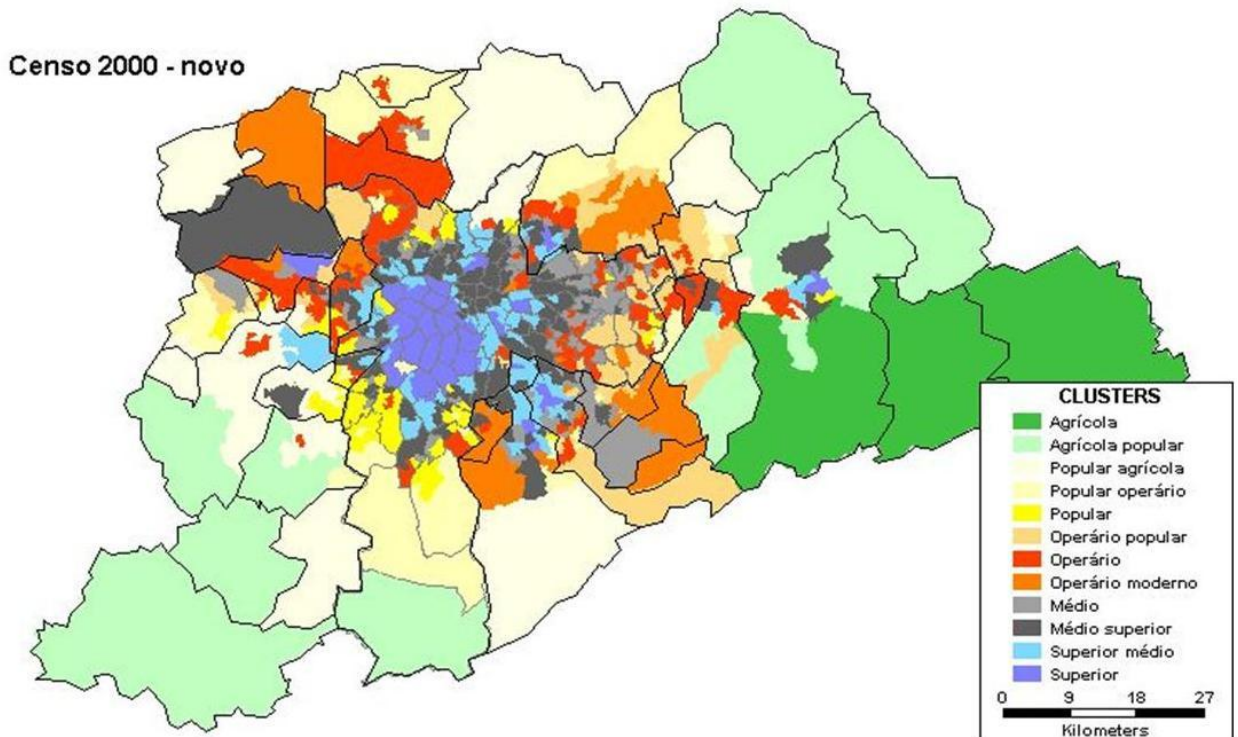 Censo 2000 - novo
CLUSTERS
Agrícola
Agrícola popular
Popular agrícola
Popular operário
Popular
Operário popular
Operário
Operário moderno
Médio
Médio superior
Superior médio
Superior
0 9 18 27
Kilometers